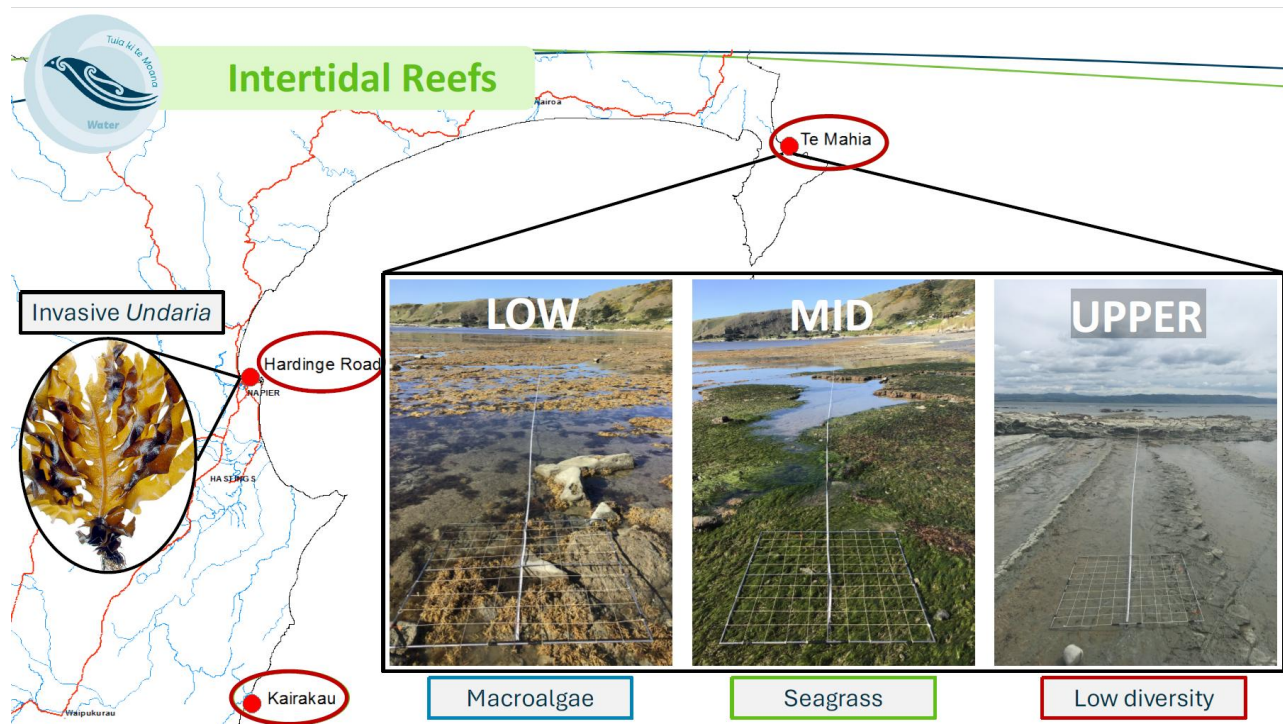 Tuia ki te Moana
Water
Intertidal Reefs
Wairoa
Te Mahia
Invasive Undaria
Hardinge Road
NAPIER
HASTINGS
Kairakau
Waipukurau
LOW
MID
UPPER
Macroalgae
Seagrass
Low diversity